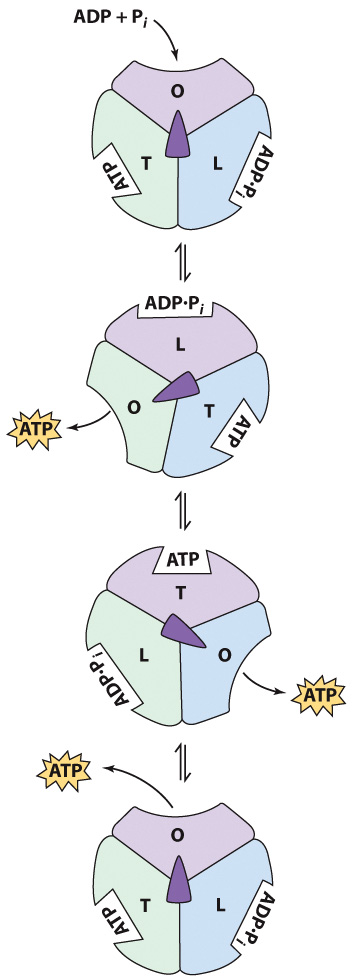 ADP + Pi
O
T
L
ATP
ADP·Pi
ADP·Pi
L
O
T
ATP
ATP
ATP
T
L
O
ADP·Pi
ATP
ATP
O
T
L
ATP
ADP·Pi